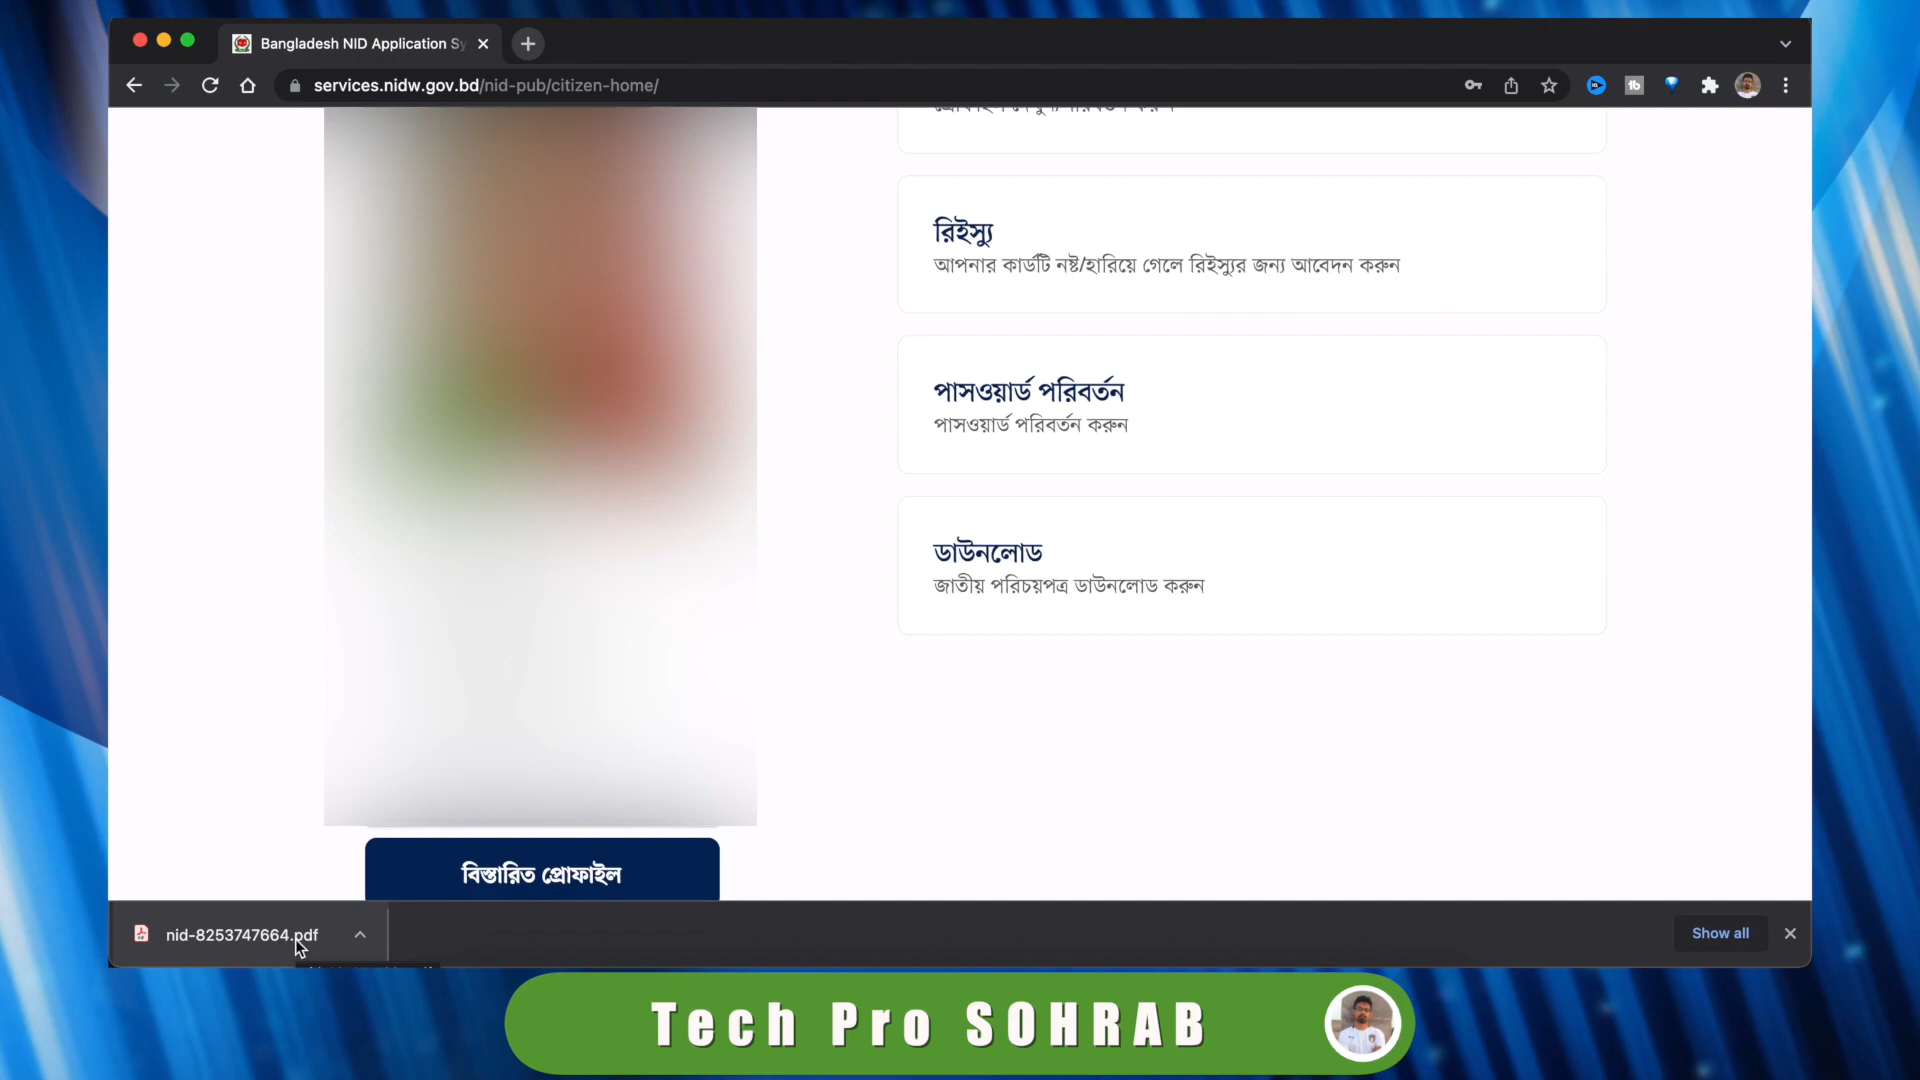 Bangladesh NID Application Sy
services.nidw.gov.bd/nid-pub/citizen-home/
রিইস্যু
আপনার কার্ডটি নষ্ট/হারিয়ে গেলে রিইস্যুর জন্য আবেদন করুন
পাসওয়ার্ড পরিবর্তন
পাসওয়ার্ড পরিবর্তন করুন
ডাউনলোড
জাতীয় পরিচয়পত্র ডাউনলোড করুন
বিস্তারিত প্রোফাইল
nid-8253747664.pdf
Show all
Tech Pro SOHRAB